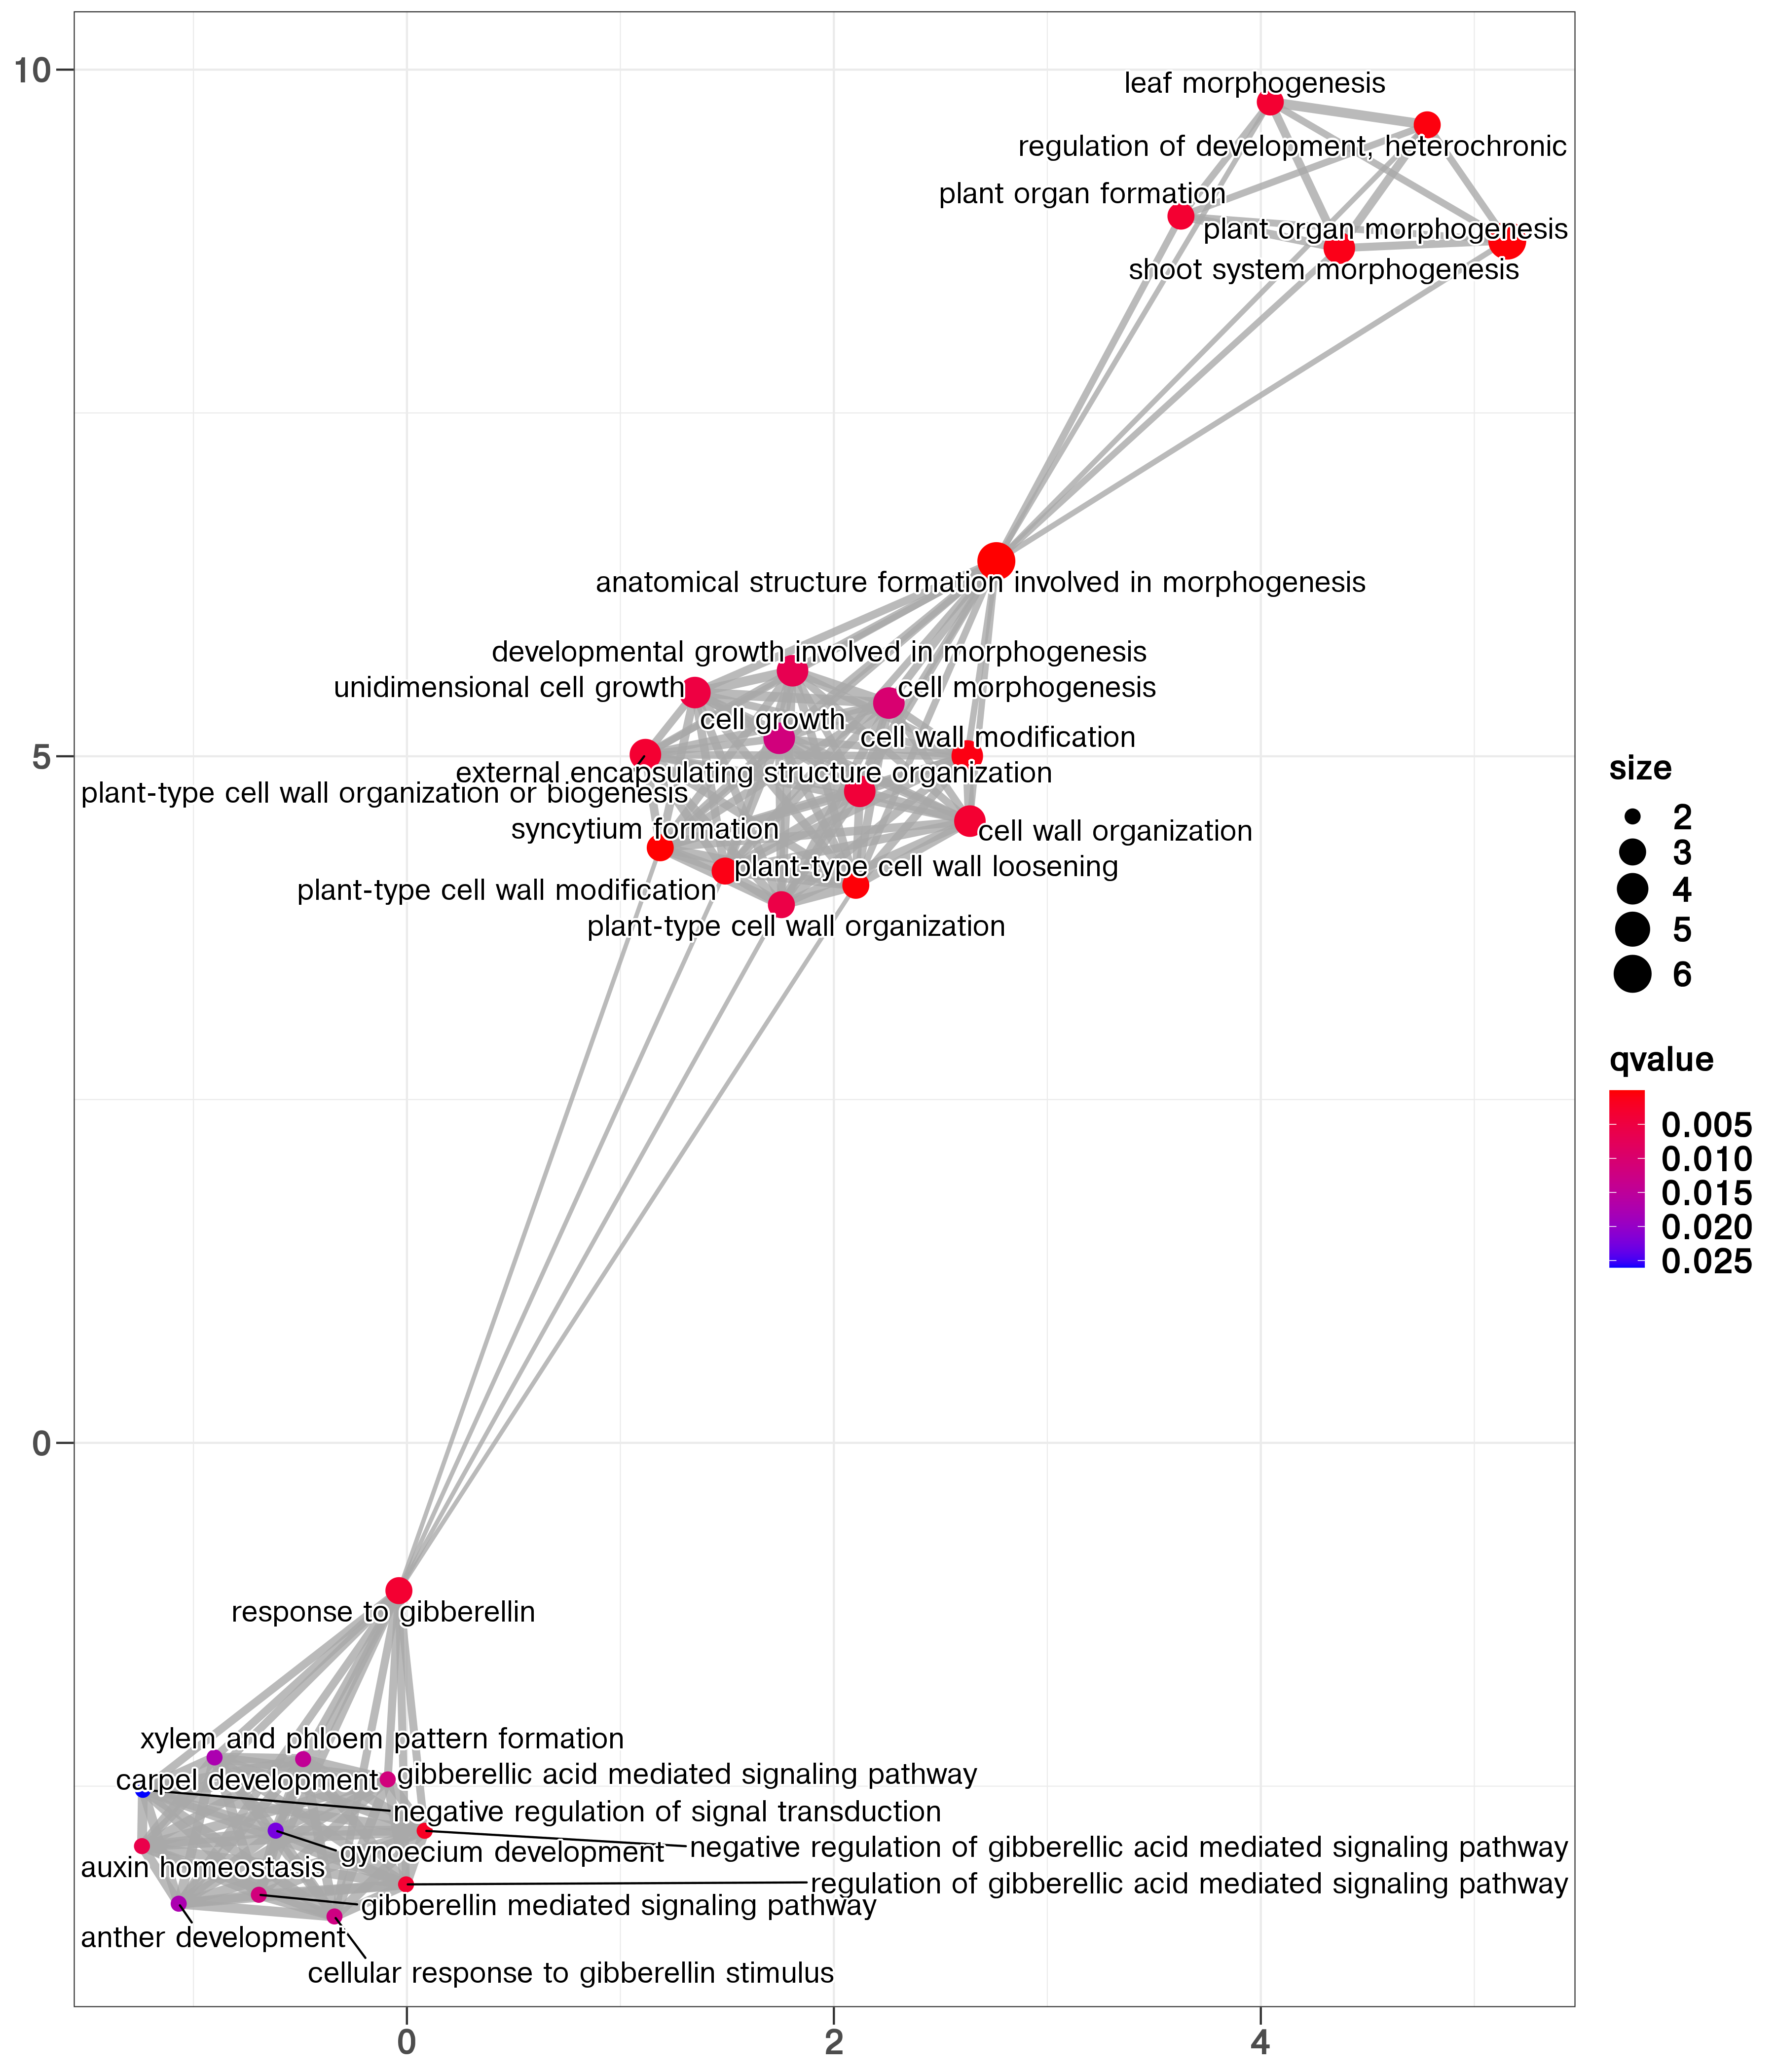 10
leaf morphogenesis
regulation of development, heterochronic
plant organ formation
plant organ morphogenesis
shoot system morphogenesis
anatomical structure formation involved in morphogenesis
developmental growth involved in morphogenesis
unidimensional cell growth
cell morphogenesis
cell growth
cell wall modification
5
external encapsulating structure organization
plant-type cell wall organization or biogenesis
syncytium formation
cell wall organization
plant-type cell wall loosening
plant-type cell wall modification
plant-type cell wall organization
size
2
3
4
5
6
qvalue
0.005
0.010
0.015
0.020
0.025
0
response to gibberellin
xylem and phloem pattern formation
carpel development
gibberellic acid mediated signaling pathway
negative regulation of signal transduction
negative regulation of gibberellic acid mediated signaling pathway
gynoecium development
auxin homeostasis
regulation of gibberellic acid mediated signaling pathway
gibberellin mediated signaling pathway
anther development
cellular response to gibberellin stimulus
0
2
4